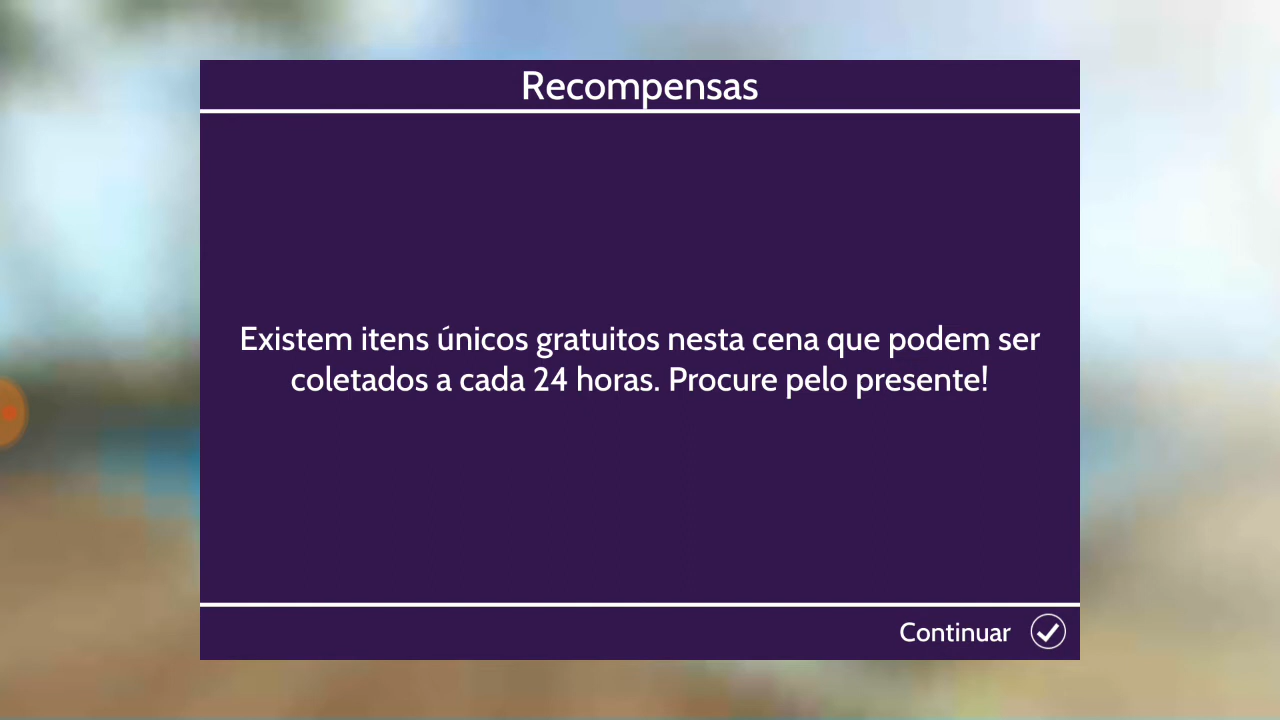 Recompensas
Existem itens únicos gratuitos nesta cena que podem ser
coletados a cada 24 horas. Procure pelo presente!
Continuar